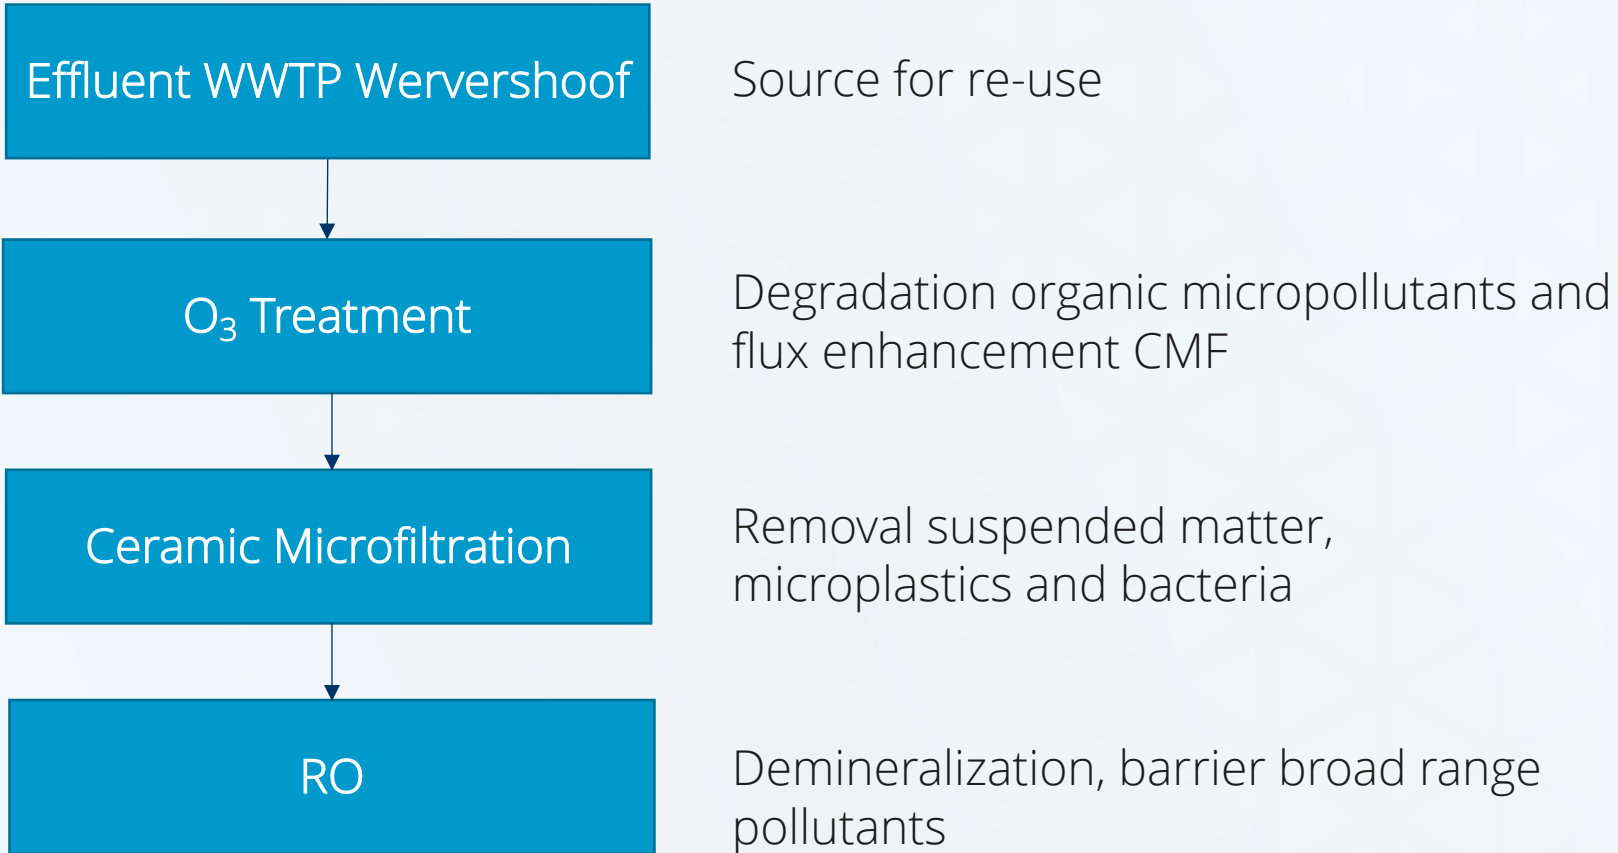 Effluent WWTP Wervershoof
Source for re-use
O₃ Treatment
Degradation organic micropollutants and
flux enhancement CMF
Ceramic Microfiltration
Removal suspended matter,
microplastics and bacteria
RO
Demineralization, barrier broad range
pollutants